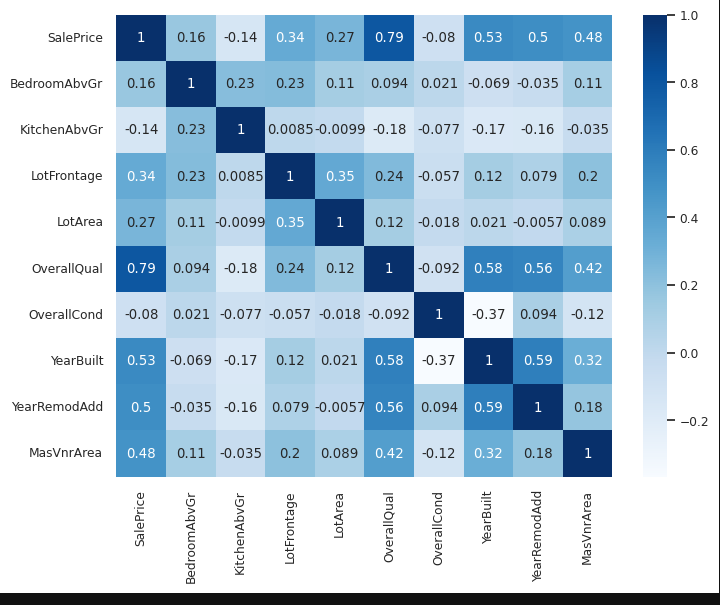 SalePrice 1 0.16 -0.14 0.34 0.27 0.79 -0.08 0.53 0.5 0.48
BedroomAbvGr 0.16 1 0.23 0.23 0.11 0.094 0.021 -0.069 -0.035 0.11
KitchenAbvGr -0.14 0.23 1 0.0085 -0.0099 -0.18 -0.077 -0.17 -0.16 -0.035
LotFrontage 0.34 0.23 0.0085 1 0.35 0.24 -0.057 0.12 0.079 0.2
LotArea 0.27 0.11 -0.0099 0.35 1 0.12 -0.018 0.021 -0.0057 0.089
OverallQual 0.79 0.094 -0.18 0.24 0.12 1 -0.092 0.58 0.56 0.42
OverallCond -0.08 0.021 -0.077 -0.057 -0.018 -0.092 1 -0.37 0.094 -0.12
YearBuilt 0.53 -0.069 -0.17 0.12 0.021 0.58 -0.37 1 0.59 0.32
YearRemodAdd 0.5 -0.035 -0.16 0.079 -0.0057 0.56 0.094 0.59 1 0.18
MasVnrArea 0.48 0.11 -0.035 0.2 0.089 0.42 -0.12 0.32 0.18 1
SalePrice
BedroomAbvGr
KitchenAbvGr
LotFrontage
LotArea
OverallQual
OverallCond
YearBuilt
YearRemodAdd
MasVnrArea
1.0
0.8
0.6
0.4
0.2
0.0
−0.2